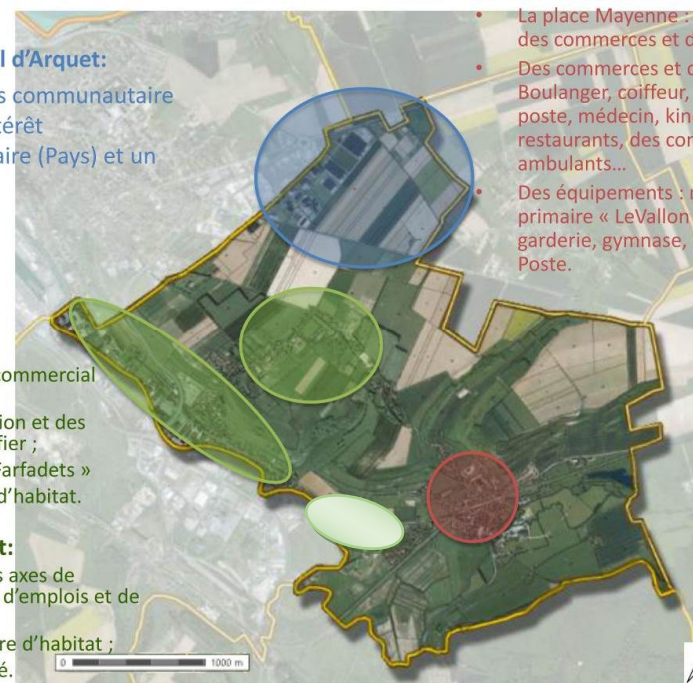 l d'Arquet:
s communautaire
térêt
aire (Pays) et un
ommercial
ion et des
fier ;
Farfadets »
d'habitat.
t:
s axes de
d'emplois et de
re d'habitat ;
é.
0 1000 m
• La place Mayenne :
des commerces et d
• Des commerces et
Boulanger, coiffeur,
poste, médecin, kin
restaurants, des con
ambulants…
• Des équipements :
primaire « LeVallon
garderie, gymnase,
Poste.